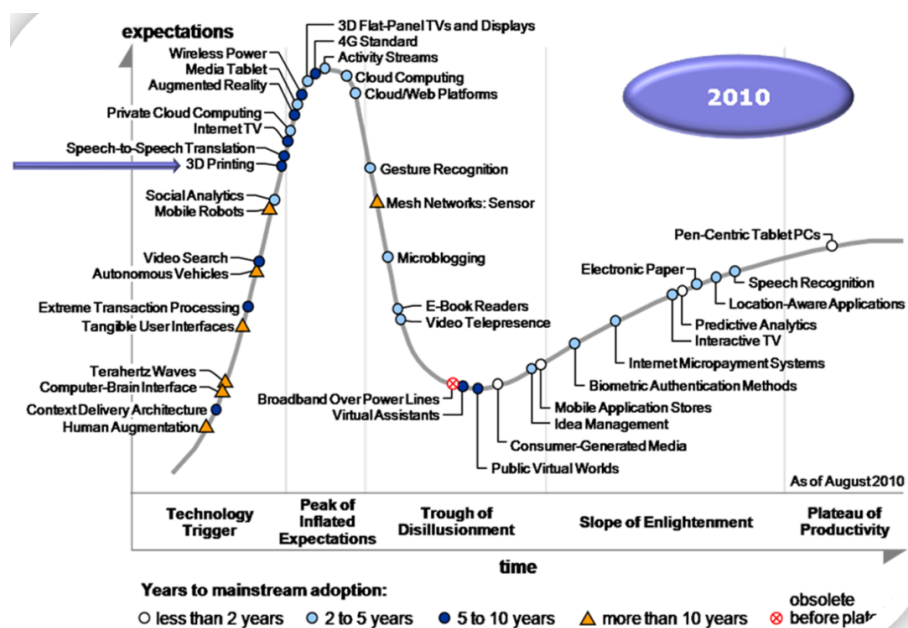 expectations
3D Flat-Panel TVs and Displays
4G Standard
Activity Streams
Wireless Power
Media Tablet
Augmented Reality
Cloud Computing
Cloud/Web Platforms
2010
Private Cloud Computing
Internet TV
Speech-to-Speech Translation
3D Printing
Gesture Recognition
Social Analytics
Mobile Robots
Mesh Networks: Sensor
Pen-Centric Tablet PCs
Video Search
Autonomous Vehicles
Microblogging
Electronic Paper
Speech Recognition
Location-Aware Applications
Extreme Transaction Processing
Tangible User Interfaces
E-Book Readers
Video Telepresence
Predictive Analytics
Interactive TV
Internet Micropayment Systems
Biometric Authentication Methods
Terahertz Waves
Computer-Brain Interface
Context Delivery Architecture
Human Augmentation
Broadband Over Power Lines
Virtual Assistants
Mobile Application Stores
Idea Management
Consumer-Generated Media
Public Virtual Worlds
As of August 2010
Technology
Trigger
Peak of
Inflated
Expectations
Trough of
Disillusionment
Slope of Enlightenment
Plateau of
Productivity
time
Years to mainstream adoption:
less than 2 years
2 to 5 years
5 to 10 years
more than 10 years
obsolete
before